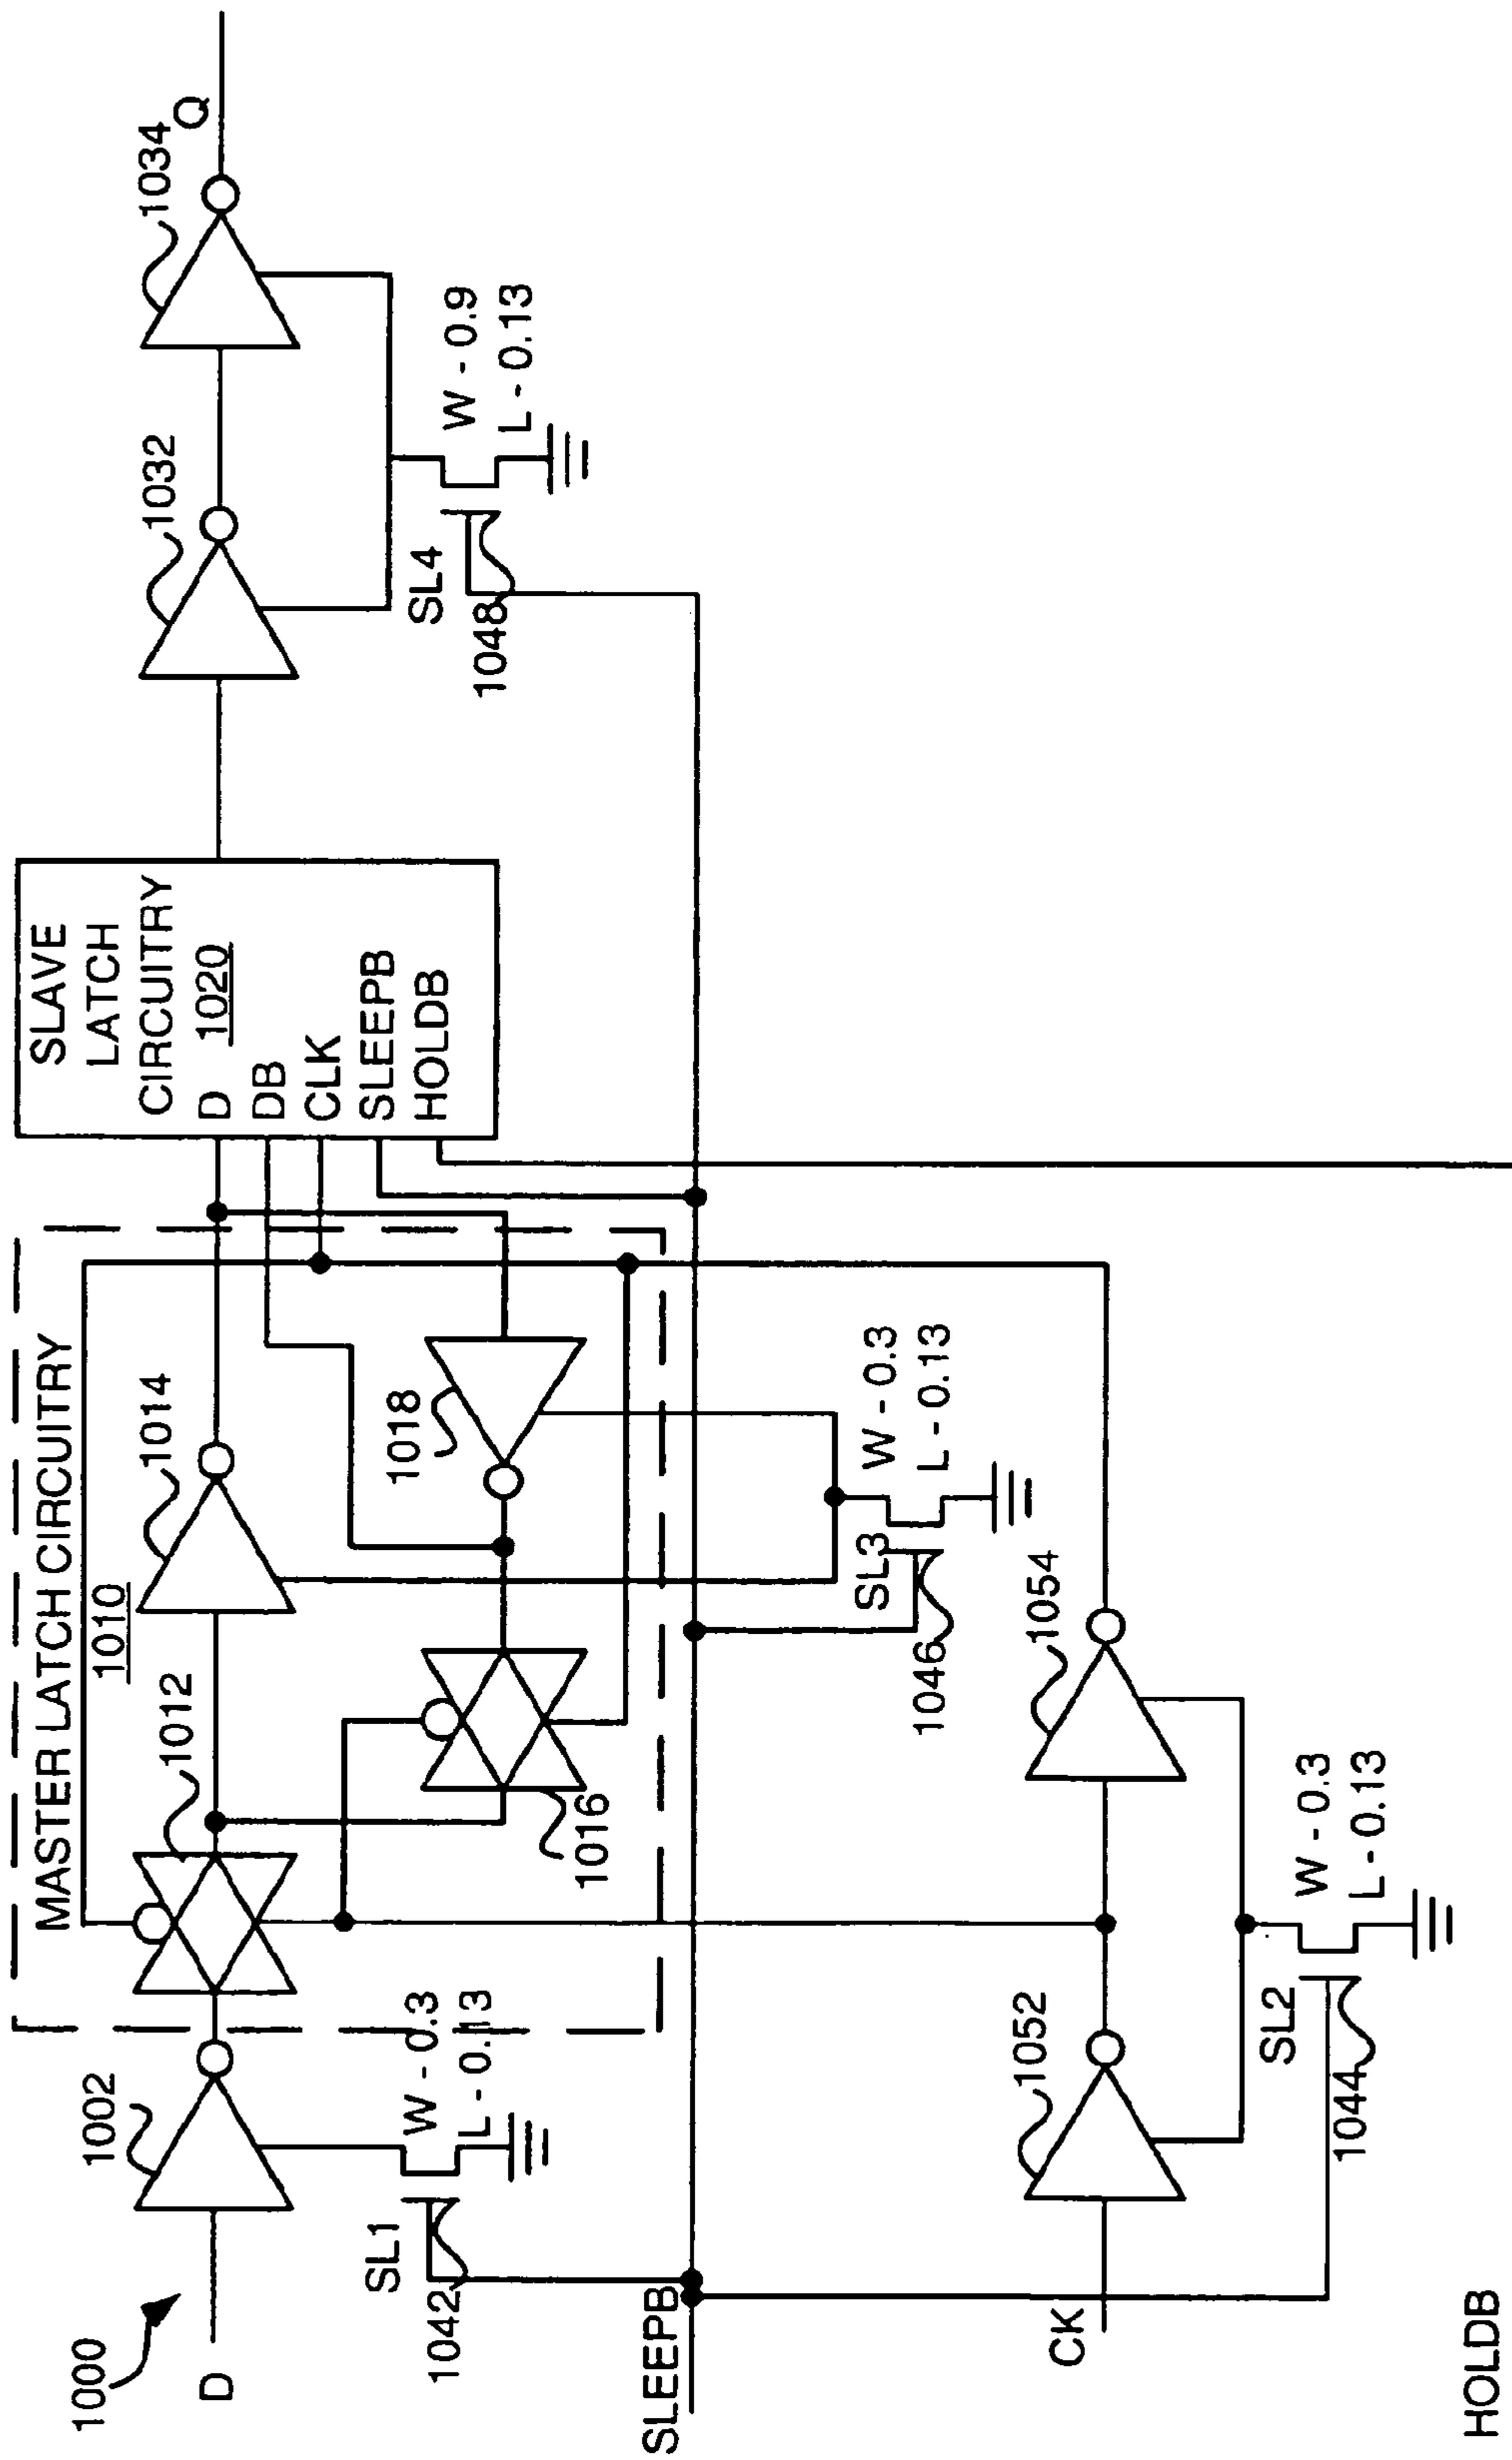 1000
D
1002
SL1
1042
W - 0.3
L - 0.13
MASTER LATCH CIRCUITRY
1010
1012
1014
1016
1018
SLAVE
LATCH
CIRCUITRY
1020
D
DB
CLK
SLEEPB
HOLDB
1032
1034
Q
SL4
1048
W - 0.9
L - 0.13
SLEEPB
SL3
1046
W - 0.3
L - 0.13
CK
1052
1054
SL2
1044
W - 0.3
L - 0.13
HOLDB